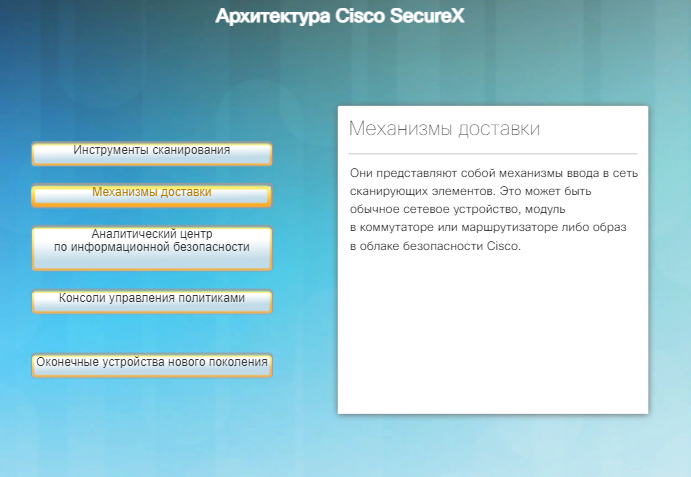 Архитектура Cisco SecureX
Инструменты сканирования
Механизмы доставки
Аналитический центр
по информационной безопасности
Консоли управления политиками
Оконечные устройства нового поколения
Механизмы доставки
Они представляют собой механизмы ввода в сеть
сканирующих элементов. Это может быть
обычное сетевое устройство, модуль
в коммутаторе или маршрутизаторе либо образ
в облаке безопасности Cisco.